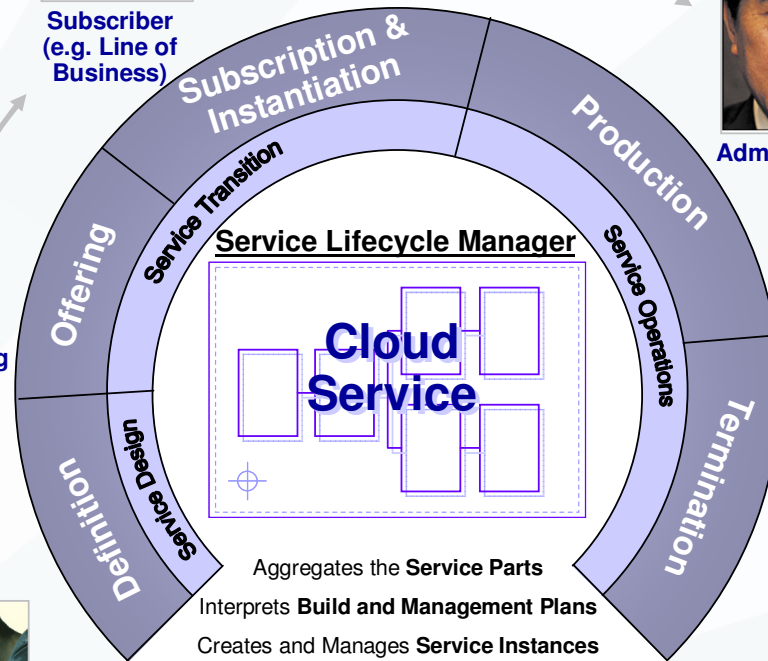 Subscriber
(e.g. Line of
Business)
Subscription &
Instantiation
Production
Adm
Service Transition
Offering
Service Lifecycle Manager
Service Operations
Cloud
Service
g
Definition
Service Design
Termination
Aggregates the Service Parts
Interprets Build and Management Plans
Creates and Manages Service Instances